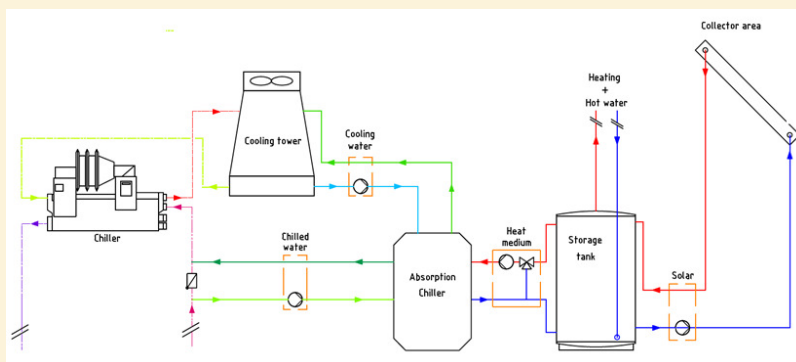 Collector area
Heating
+
Hot water
Cooling tower
Cooling
water
Chiller
Chilled
water
Heat
medium
Storage
tank
Absorption
Chiller
Solar